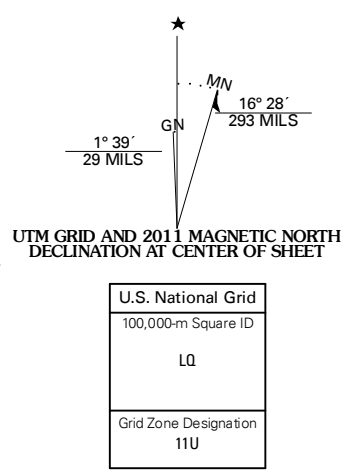 MN
16° 28´
293 MILS
GN
1° 39´
29 MILS
UTM GRID AND 2011 MAGNETIC NORTH
DECLINATION AT CENTER OF SHEET
U.S. National Grid
100,000-m Square ID
LQ
Grid Zone Designation
11U